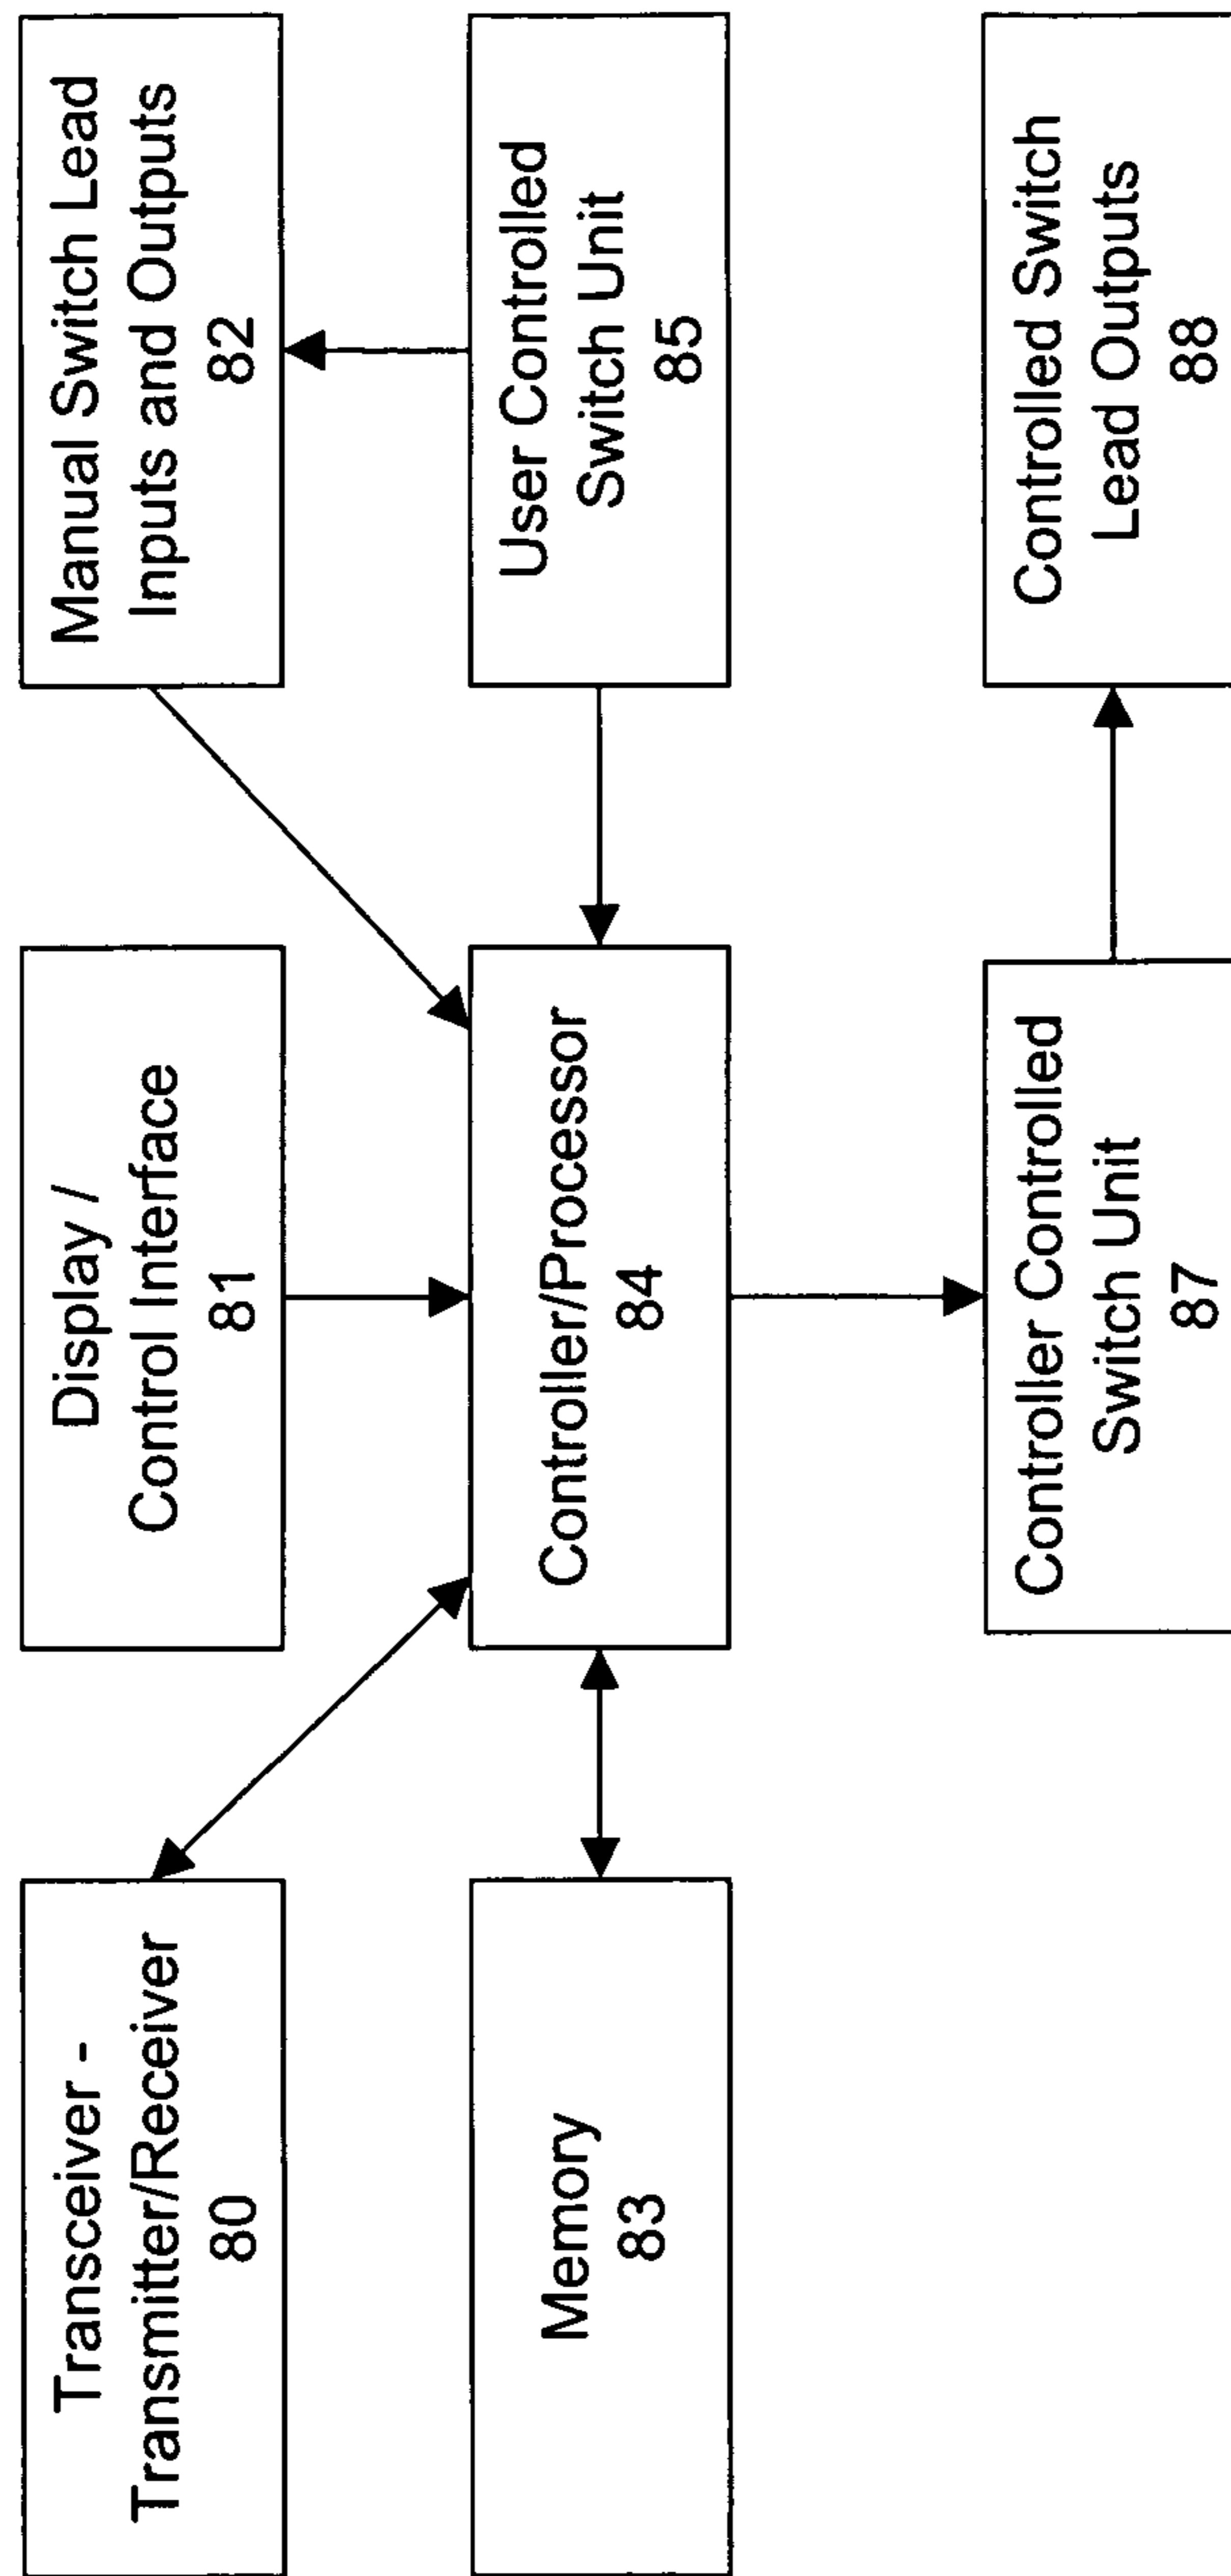 Transceiver -
Transmitter/Receiver
80
Display /
Control Interface
81
Manual Switch Lead
Inputs and Outputs
82
Memory
83
Controller/Processor
84
User Controlled
Switch Unit
85
Controller Controlled
Switch Unit
87
Controlled Switch
Lead Outputs
88